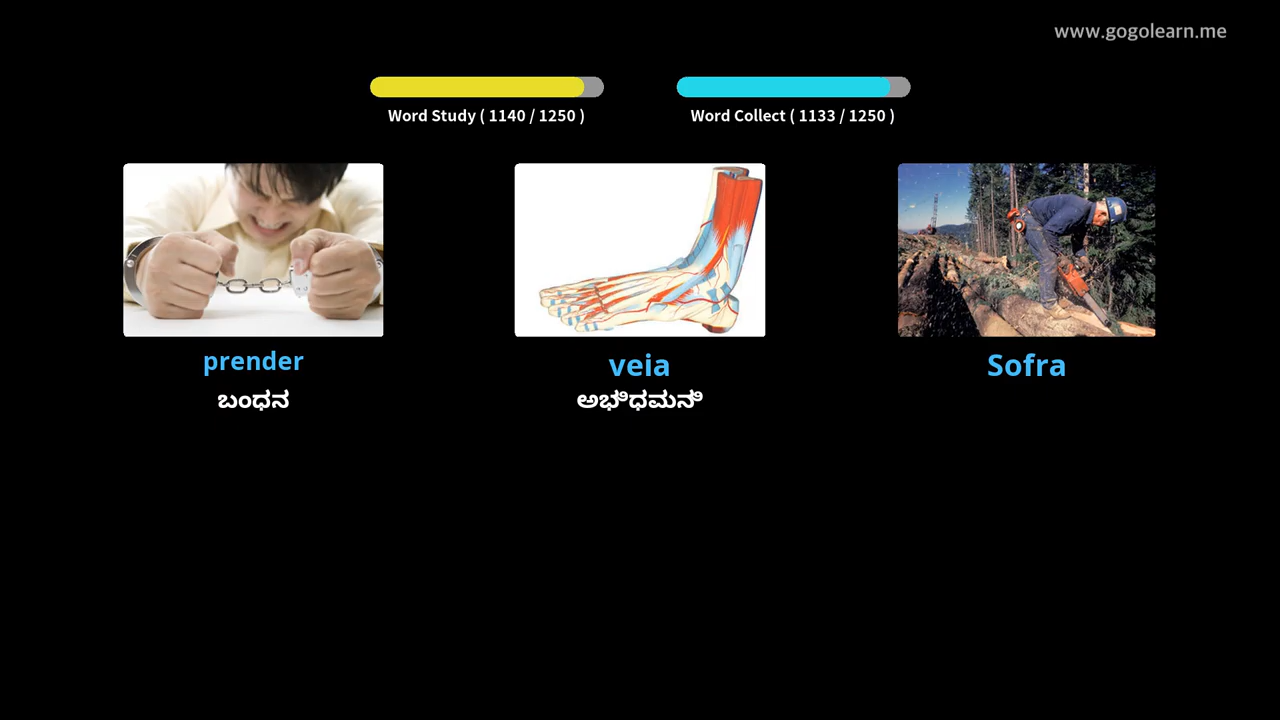 www.gogolearn.me
Word Study ( 1140 / 1250 )
Word Collect ( 1133 / 1250 )
prender
veia
Sofra
ಬಂಧನ
ಅಭಿಧಮನಿ